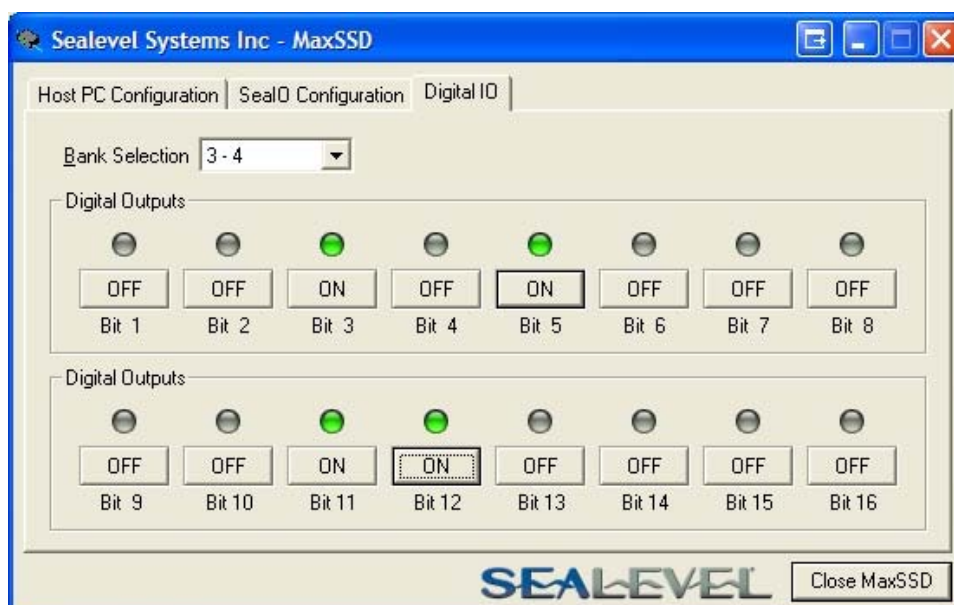 Sealevel Systems Inc - MaxSSD
Host PC Configuration SeaIO Configuration Digital IO
Bank Selection 3 - 4
Digital Outputs
OFF OFF ON OFF ON OFF OFF OFF
Bit 1 Bit 2 Bit 3 Bit 4 Bit 5 Bit 6 Bit 7 Bit 8
Digital Outputs
OFF OFF ON ON OFF OFF OFF OFF
Bit 9 Bit 10 Bit 11 Bit 12 Bit 13 Bit 14 Bit 15 Bit 16
SEALEVEL Close MaxSSD